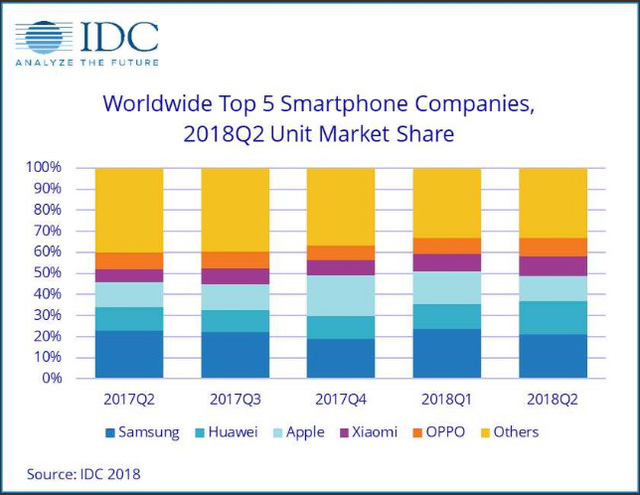 IDC
ANALYZE THE FUTURE
Worldwide Top 5 Smartphone Companies,
2018Q2 Unit Market Share
100%
90%
80%
70%
60%
50%
40%
30%
20%
10%
0%
2017Q2 2017Q3 2017Q4 2018Q1 2018Q2
Samsung Huawei Apple Xiaomi OPPO Others
Source: IDC 2018